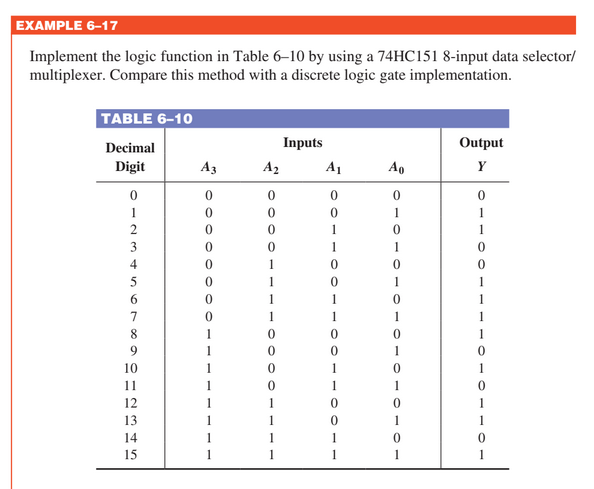 EXAMPLE 6–17
Implement the logic function in Table 6–10 by using a 74HC151 8-input data selector/
multiplexer. Compare this method with a discrete logic gate implementation.
TABLE 6–10
Decimal Inputs Output
Digit A3 A2 A1 A0 Y
0 0 0 0 0 0
1 0 0 0 1 1
2 0 0 1 0 1
3 0 0 1 1 0
4 0 1 0 0 0
5 0 1 0 1 1
6 0 1 1 0 1
7 0 1 1 1 1
8 1 0 0 0 1
9 1 0 0 1 0
10 1 0 1 0 1
11 1 0 1 1 0
12 1 1 0 0 1
13 1 1 0 1 1
14 1 1 1 0 0
15 1 1 1 1 1